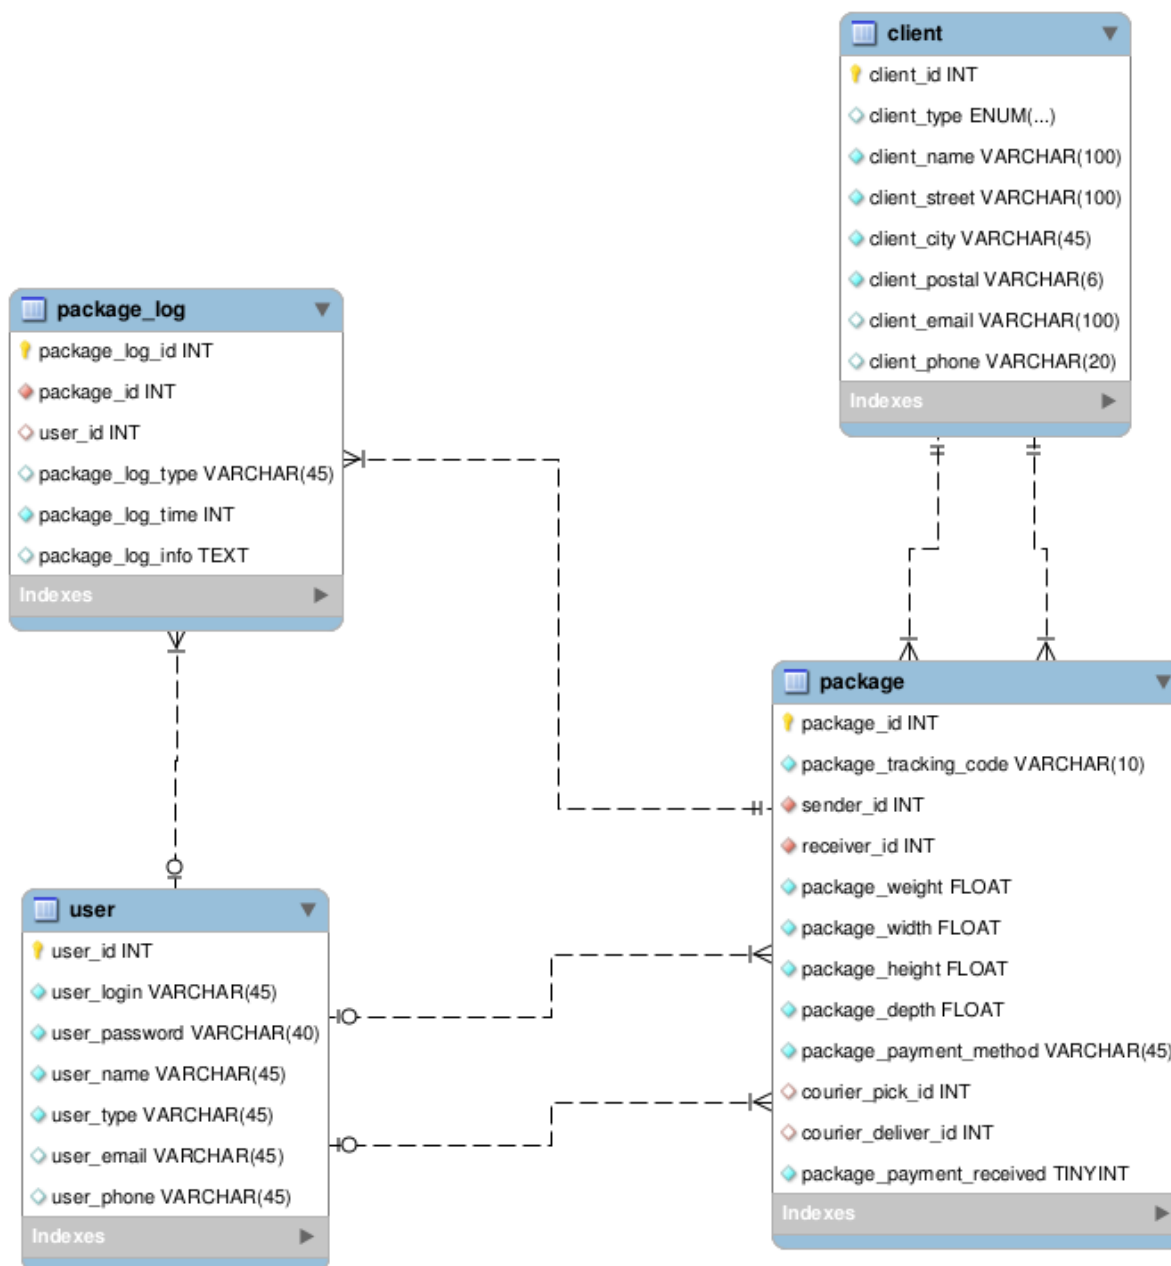 client
client_id INT
client_type ENUM(...)
client_name VARCHAR(100)
client_street VARCHAR(100)
client_city VARCHAR(45)
client_postal VARCHAR(6)
client_email VARCHAR(100)
client_phone VARCHAR(20)
Indexes
package_log
package_log_id INT
package_id INT
user_id INT
package_log_type VARCHAR(45)
package_log_time INT
package_log_info TEXT
Indexes
package
package_id INT
package_tracking_code VARCHAR(10)
sender_id INT
receiver_id INT
package_weight FLOAT
package_width FLOAT
package_height FLOAT
package_depth FLOAT
package_payment_method VARCHAR(45)
courier_pick_id INT
courier_deliver_id INT
package_payment_received TINYINT
Indexes
user
user_id INT
user_login VARCHAR(45)
user_password VARCHAR(40)
user_name VARCHAR(45)
user_type VARCHAR(45)
user_email VARCHAR(45)
user_phone VARCHAR(45)
Indexes